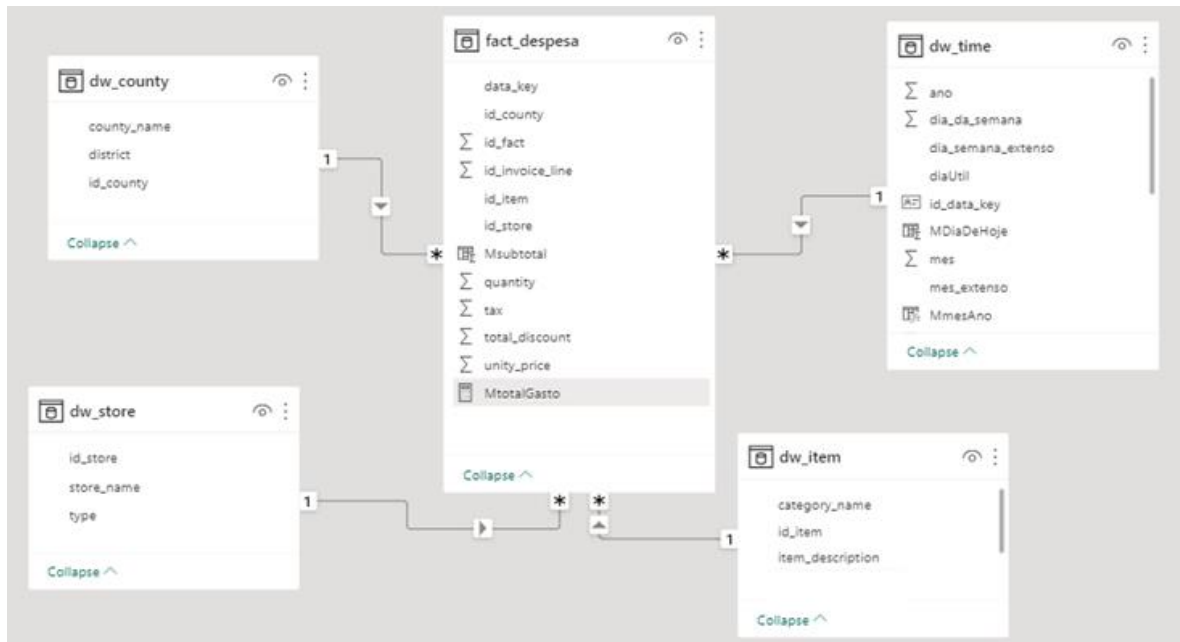 dw_county
county_name
district
id_county
Collapse
1
*
fact_despesa
data_key
id_county
id_fact
id_invoice_line
id_item
id_store
Msubtotal
quantity
tax
total_discount
unity_price
MtotalGasto
Collapse
*
*
*
1
dw_time
ano
dia_da_semana
dia_semana_extenso
diaUtil
id_data_key
MDiaDeHoje
mes
mes_extenso
MmesAno
Collapse
dw_store
id_store
store_name
type
Collapse
1
1
dw_item
category_name
id_item
item_description
Collapse